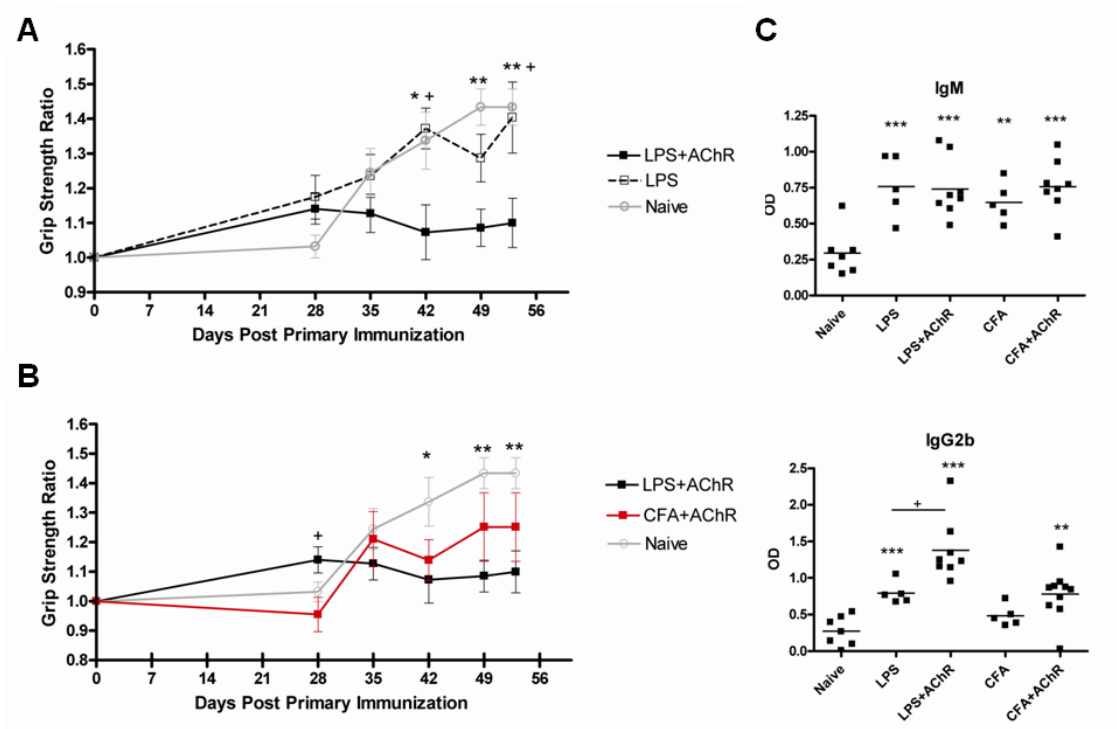 A
Grip Strength Ratio
1.6
1.5
1.4
1.3
1.2
1.1
1.0
0.9
* +
**
** +
0 7 14 21 28 35 42 49 56
Days Post Primary Immunization
LPS+AChR
LPS
Naive
B
Grip Strength Ratio
1.6
1.5
1.4
1.3
1.2
1.1
1.0
0.9
0.8
+
*
**
**
0 7 14 21 28 35 42 49 56
Days Post Primary Immunization
LPS+AChR
CFA+AChR
Naive
C
IgM
OD
1.25
1.00
0.75
0.50
0.25
0.00
***
***
**
***
Naive
LPS
LPS+AChR
CFA
CFA+AChR
IgG2b
OD
2.5
2.0
1.5
1.0
0.5
0.0
***
+
***
**
Naive
LPS
LPS+AChR
CFA
CFA+AChR